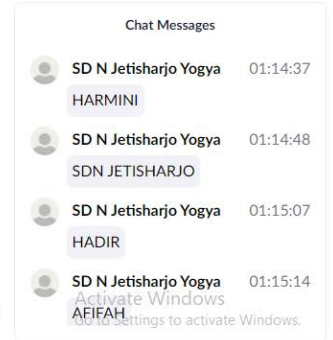 Chat Messages
SD N Jetisharjo Yogya 01:14:37
HARMINI
SD N Jetisharjo Yogya 01:14:48
SDN JETISHARJO
SD N Jetisharjo Yogya 01:15:07
HADIR
SD N Jetisharjo Yogya 01:15:14
Activate Windows
AFIFAH
Go to Settings to activate Windows.